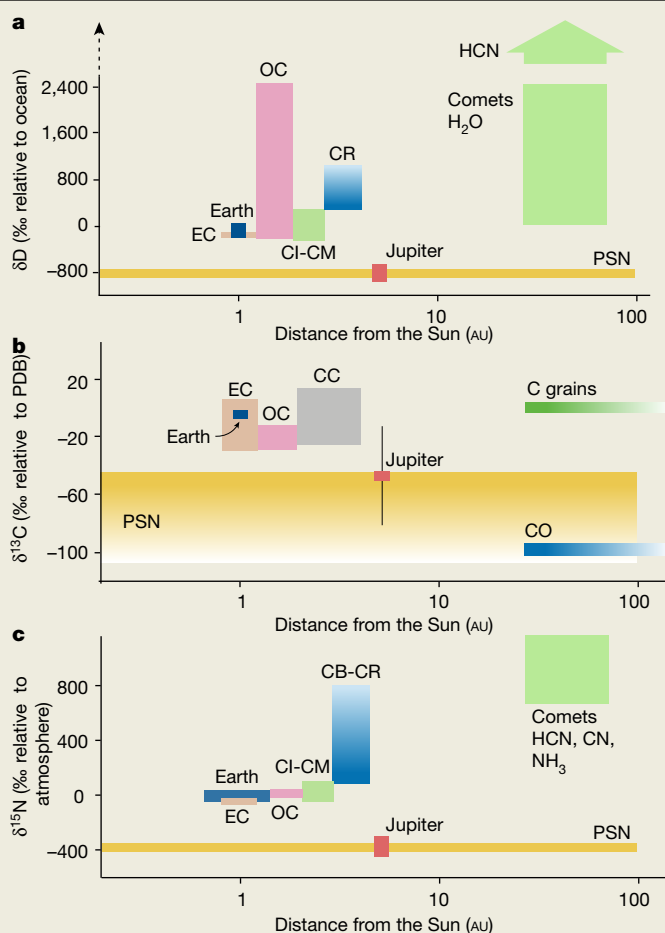 a
δD (‰ relative to ocean)
2,400
1,600
800
0
−800
OC
CR
Earth
EC
CI-CM
Jupiter
PSN
HCN
Comets
H₂O
1
10
100
Distance from the Sun (AU)
b
δ¹³C (‰ relative to PDB)
20
−20
−60
−100
EC
CC
OC
Earth
Jupiter
PSN
C grains
CO
1
10
100
Distance from the Sun (AU)
c
δ¹⁵N (‰ relative to
atmosphere)
800
400
0
−400
CB-CR
CI-CM
Earth
EC
OC
Jupiter
PSN
Comets
HCN, CN,
NH₃
1
10
100
Distance from the Sun (AU)